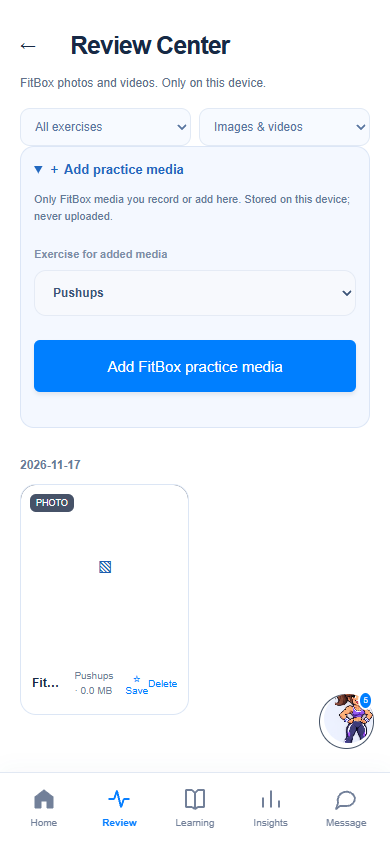 ← Review Center
FitBox photos and videos. Only on this device.
All exercises Images & videos
▼ + Add practice media
Only FitBox media you record or add here. Stored on this device;
never uploaded.
Exercise for added media
Pushups
Add FitBox practice media
2026-11-17
PHOTO
Fit...
Pushups
· 0.0 MB
☆
Save
Delete
5
Home Review Learning Insights Message